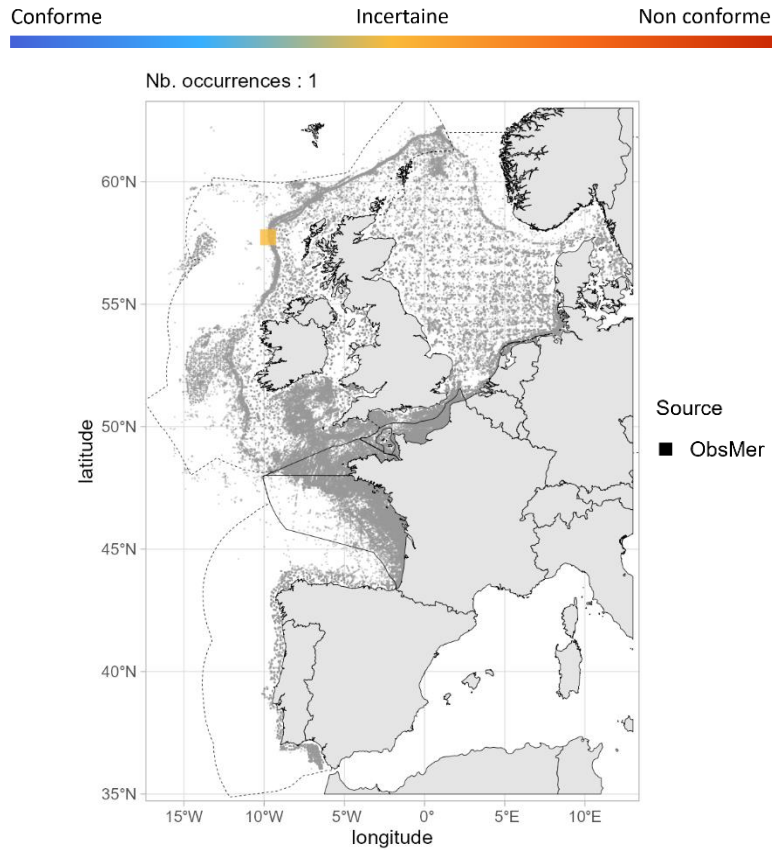 Conforme Incertaine Non conforme
Nb. occurrences : 1
60°N
55°N
50°N
45°N
40°N
35°N
latitude
15°W 10°W 5°W 0° 5°E 10°E
longitude
Source
ObsMer